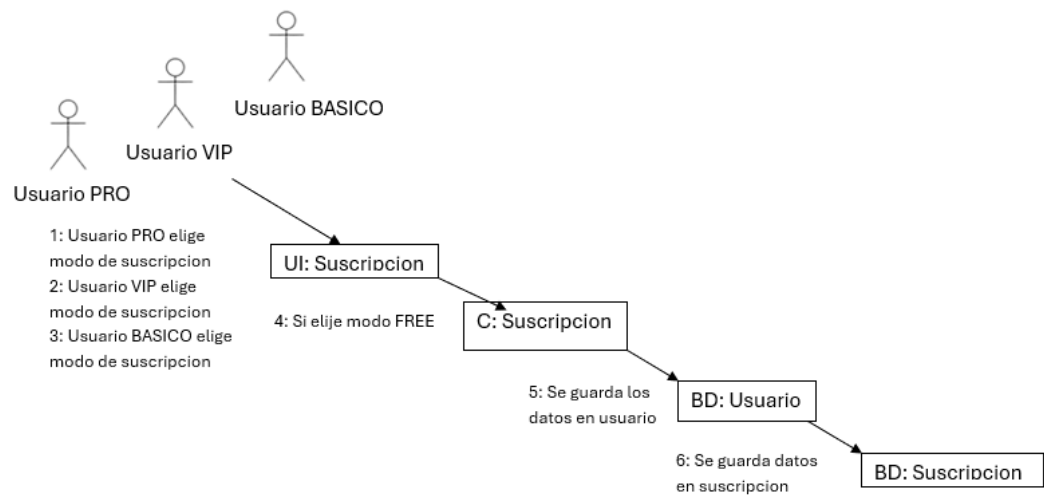 Usuario BASICO
Usuario VIP
Usuario PRO
1: Usuario PRO elige
modo de suscripcion
2: Usuario VIP elige
modo de suscripcion
3: Usuario BASICO elige
modo de suscripcion
UI: Suscripcion
4: Si elije modo FREE
C: Suscripcion
5: Se guarda los
datos en usuario
BD: Usuario
6: Se guarda datos
en suscripcion
BD: Suscripcion